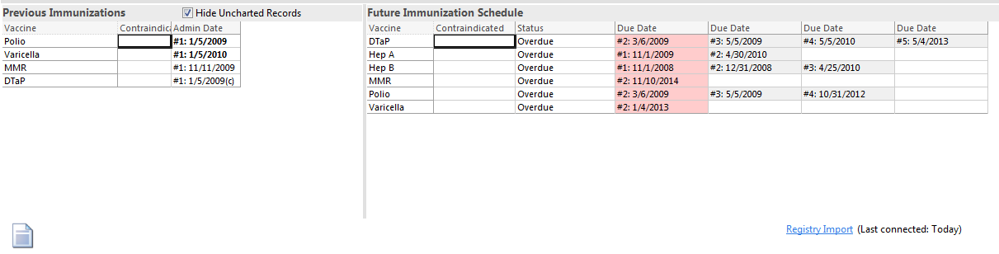 Previous Immunizations Hide Uncharted Records
Vaccine Contraindica Admin Date
Polio #1: 1/5/2009
Varicella #1: 1/5/2010
MMR #1: 11/11/2009
DTaP #1: 1/5/2009(c)
Future Immunization Schedule
Vaccine Contraindicated Status Due Date Due Date Due Date Due Date
DTaP Overdue #2: 3/6/2009 #3: 5/5/2009 #4: 5/5/2010 #5: 5/4/2013
Hep A Overdue #1: 11/1/2009 #2: 4/30/2010
Hep B Overdue #1: 11/1/2008 #2: 12/31/2008 #3: 4/25/2010
MMR Overdue #2: 11/10/2014
Polio Overdue #2: 3/6/2009 #3: 5/5/2009 #4: 10/31/2012
Varicella Overdue #2: 1/4/2013
Registry Import (Last connected: Today)